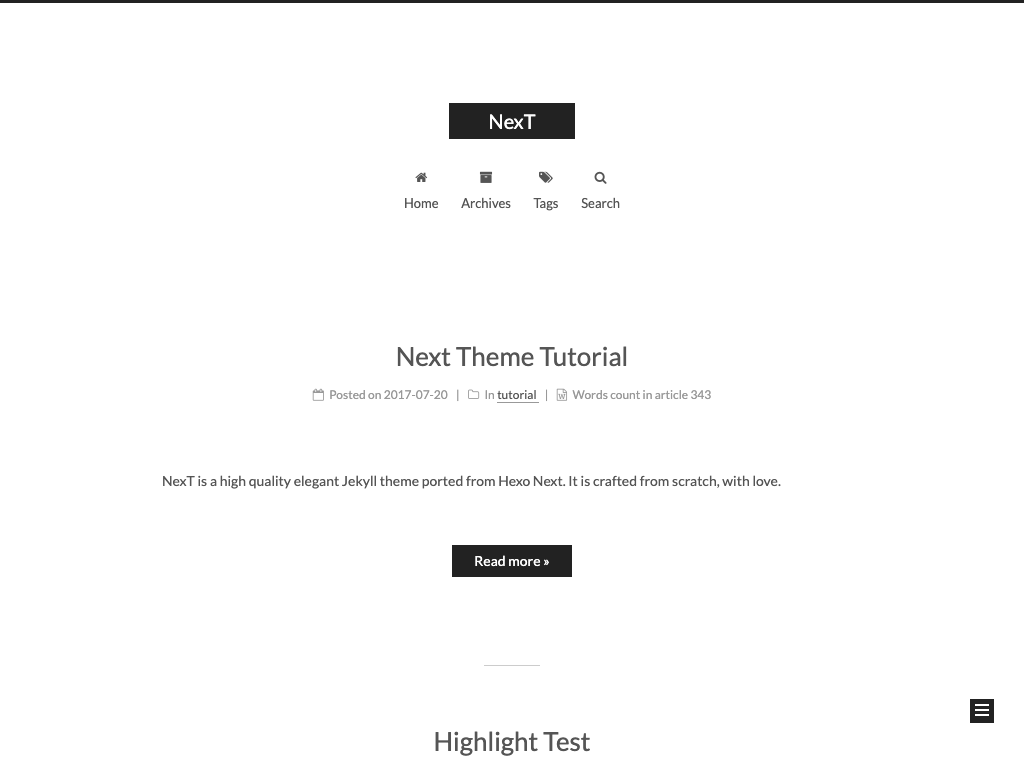 NexT
Home Archives Tags Search
Next Theme Tutorial
Posted on 2017-07-20 | In tutorial | Words count in article 343
NexT is a high quality elegant Jekyll theme ported from Hexo Next. It is crafted from scratch, with love.
Read more »
Highlight Test